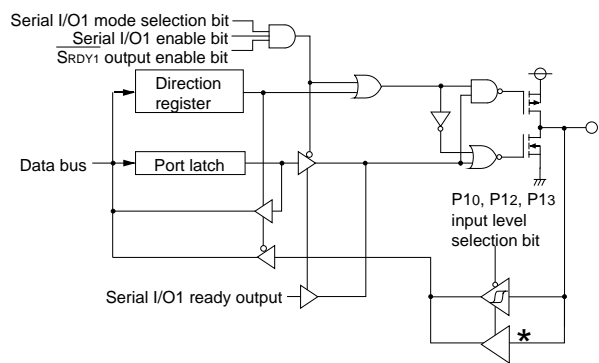 Serial I/O1 mode selection bit
Serial I/O1 enable bit
SRDY1 output enable bit
Direction
register
Data bus
Port latch
P10, P12, P13
input level
selection bit
Serial I/O1 ready output
*